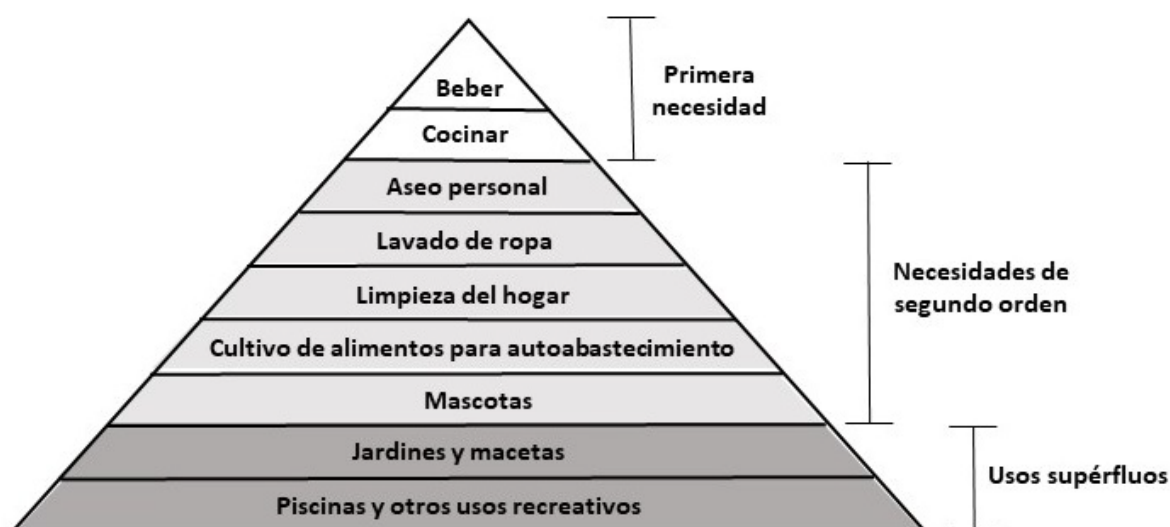 Beber
Cocinar
Aseo personal
Lavado de ropa
Limpieza del hogar
Cultivo de alimentos para autoabastecimiento
Mascotas
Jardines y macetas
Piscinas y otros usos recreativos
Primera
necesidad
Necesidades de
segundo orden
Usos supérfluos